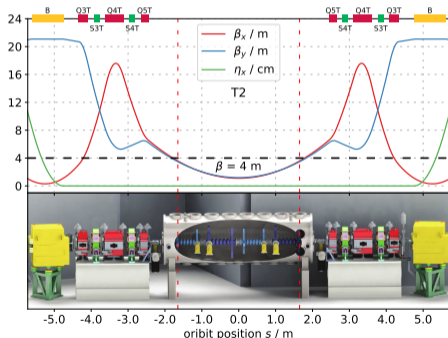 B Q3T Q4T Q5T Q5T Q4T Q3T B
S3T S4T S4T S3T
24
20
16
12
8
4
0
βx / m
βy / m
ηx / cm
T2
β = 4 m
-5.0 -4.0 -3.0 -2.0 -1.0 0.0 1.0 2.0 3.0 4.0 5.0
oribit position s / m